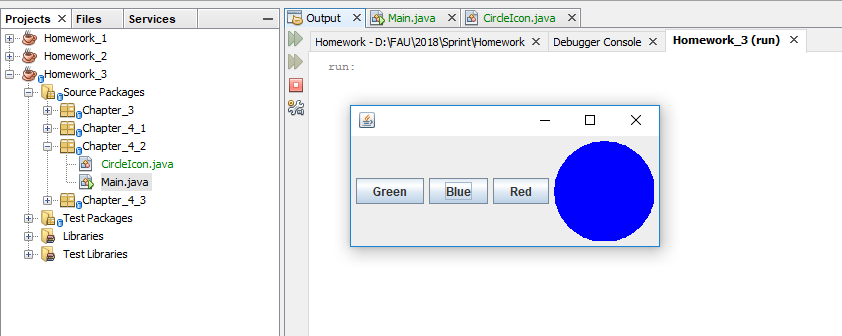 Projects
Files
Services
Homework_1
Homework_2
Homework_3
Source Packages
Chapter_3
Chapter_4_1
Chapter_4_2
CircleIcon.java
Main.java
Chapter_4_3
Test Packages
Libraries
Test Libraries
Output
Main.java
CircleIcon.java
Homework - D:\FAU\2018\Sprint\Homework
Debugger Console
Homework_3 (run)
run:
Green
Blue
Red